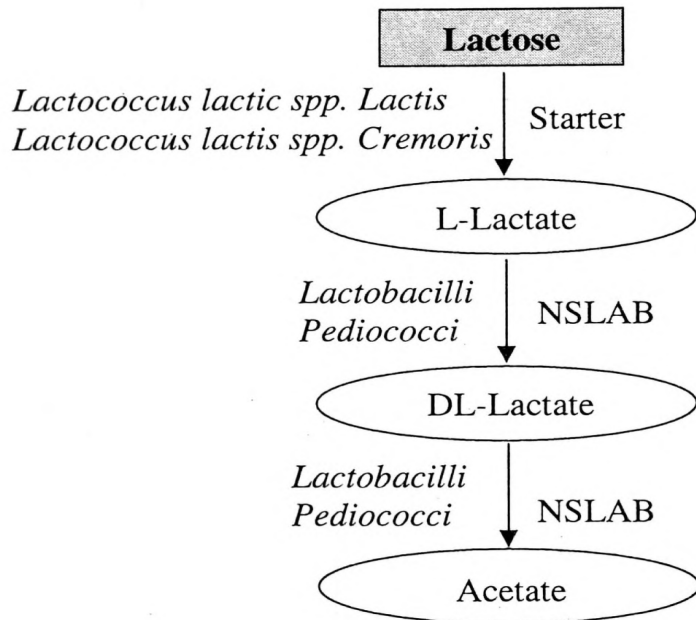 Lactose
Lactococcus lactic spp. Lactis
Lactococcus lactis spp. Cremoris
Starter
L-Lactate
Lactobacilli
Pediococci
NSLAB
DL-Lactate
Lactobacilli
Pediococci
NSLAB
Acetate